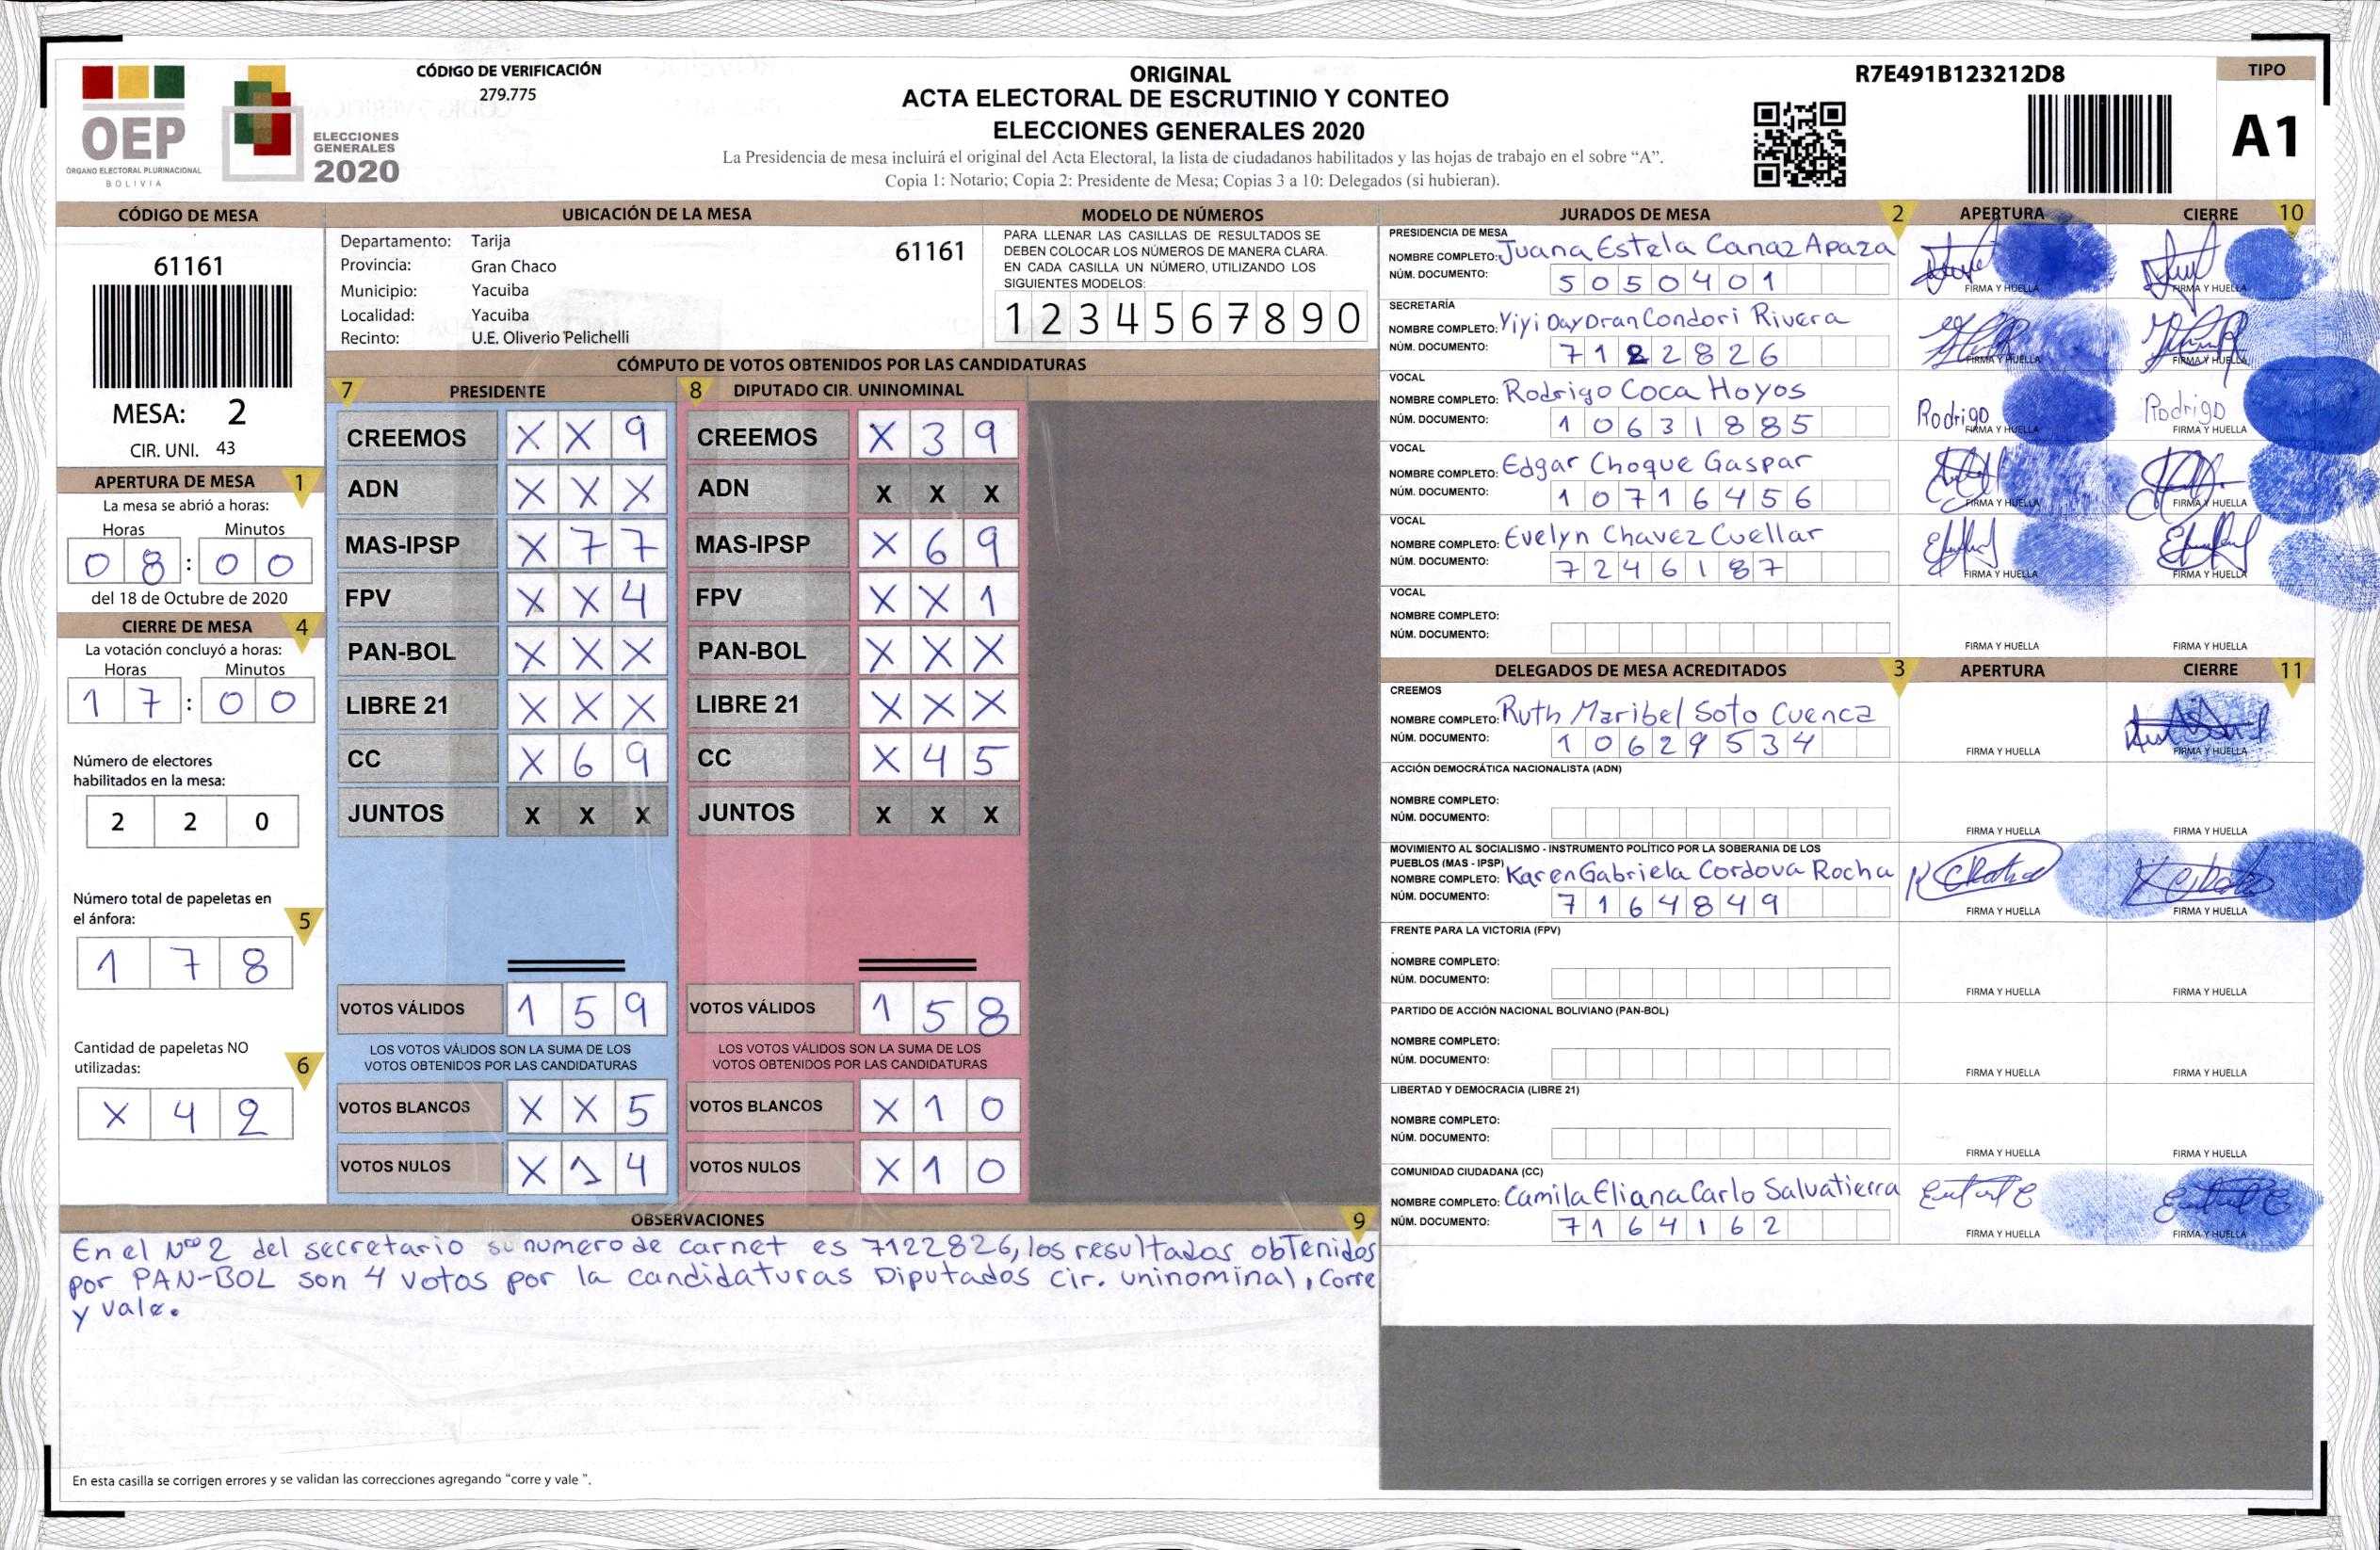 OEP
ÓRGANO ELECTORAL PLURINACIONAL
BOLIVIA
ELECCIONES
GENERALES
2020
CÓDIGO DE VERIFICACIÓN
279.775
ORIGINAL
ACTA ELECTORAL DE ESCRUTINIO Y CONTEO
ELECCIONES GENERALES 2020
La Presidencia de mesa incluirá el original del Acta Electoral, la lista de ciudadanos habilitados y las hojas de trabajo en el sobre “A”.
Copia 1: Notario; Copia 2: Presidente de Mesa; Copias 3 a 10: Delegados (si hubieran).
R7E491B123212D8
TIPO
A1
CÓDIGO DE MESA
61161
MESA: 2
CIR. UNI. 43
APERTURA DE MESA 1
La mesa se abrió a horas:
Horas Minutos
08 : 00
del 18 de Octubre de 2020
CIERRE DE MESA 4
La votación concluyó a horas:
Horas Minutos
17 : 00
Número de electores
habilitados en la mesa:
2 2 0
Número total de papeletas en
el ánfora: 5
1 7 8
Cantidad de papeletas NO
utilizadas: 6
X 4 2
UBICACIÓN DE LA MESA
Departamento: Tarija 61161
Provincia: Gran Chaco
Municipio: Yacuiba
Localidad: Yacuiba
Recinto: U.E. Oliverio Pelichelli
MODELO DE NÚMEROS
PARA LLENAR LAS CASILLAS DE RESULTADOS SE
DEBEN COLOCAR LOS NÚMEROS DE MANERA CLARA.
EN CADA CASILLA UN NÚMERO, UTILIZANDO LOS
SIGUIENTES MODELOS:
1 2 3 4 5 6 7 8 9 0
CÓMPUTO DE VOTOS OBTENIDOS POR LAS CANDIDATURAS
7 PRESIDENTE 8 DIPUTADO CIR. UNINOMINAL
CREEMOS X X 9 CREEMOS X 3 9
ADN X X X ADN X X X
MAS-IPSP X 7 7 MAS-IPSP X 6 9
FPV X X 4 FPV X X 1
PAN-BOL X X X PAN-BOL X X X
LIBRE 21 X X X LIBRE 21 X X X
CC X 6 9 CC X 4 5
JUNTOS X X X JUNTOS X X X
VOTOS VÁLIDOS 1 5 9 VOTOS VÁLIDOS 1 5 8
LOS VOTOS VÁLIDOS SON LA SUMA DE LOS LOS VOTOS VÁLIDOS SON LA SUMA DE LOS
VOTOS OBTENIDOS POR LAS CANDIDATURAS VOTOS OBTENIDOS POR LAS CANDIDATURAS
VOTOS BLANCOS X X 5 VOTOS BLANCOS X 1 0
VOTOS NULOS X 1 4 VOTOS NULOS X 1 0
OBSERVACIONES 9
En el Nro 2 del secretario su numero de carnet es 7122826, los resultados obtenidos
por PAN-BOL son 4 votos por la candidaturas Diputados Cir. uninominal, Corre
y vale.
En esta casilla se corrigen errores y se validan las correcciones agregando “corre y vale ”.
JURADOS DE MESA 2 APERTURA CIERRE 10
PRESIDENCIA DE MESA
NOMBRE COMPLETO: Juana Estela Canaz Apaza
NÚM. DOCUMENTO: 5050401
FIRMA Y HUELLA FIRMA Y HUELLA
SECRETARÍA
NOMBRE COMPLETO: Yiyi Day Dran Condori Rivera
NÚM. DOCUMENTO: 7122826
FIRMA Y HUELLA FIRMA Y HUELLA
VOCAL
NOMBRE COMPLETO: Rodrigo Coca Hoyos
NÚM. DOCUMENTO: 10631885
Rodrigo Rodrigo
FIRMA Y HUELLA FIRMA Y HUELLA
VOCAL
NOMBRE COMPLETO: Edgar Choque Gaspar
NÚM. DOCUMENTO: 10716456
FIRMA Y HUELLA FIRMA Y HUELLA
VOCAL
NOMBRE COMPLETO: Evelyn Chavez Cuellar
NÚM. DOCUMENTO: 7246187
FIRMA Y HUELLA FIRMA Y HUELLA
VOCAL
NOMBRE COMPLETO:
NÚM. DOCUMENTO:
FIRMA Y HUELLA FIRMA Y HUELLA
DELEGADOS DE MESA ACREDITADOS 3 APERTURA CIERRE 11
CREEMOS
NOMBRE COMPLETO: Ruth Maribel Soto Cuenca
NÚM. DOCUMENTO: 10629534
FIRMA Y HUELLA FIRMA Y HUELLA
ACCIÓN DEMOCRÁTICA NACIONALISTA (ADN)
NOMBRE COMPLETO:
NÚM. DOCUMENTO:
FIRMA Y HUELLA FIRMA Y HUELLA
MOVIMIENTO AL SOCIALISMO - INSTRUMENTO POLÍTICO POR LA SOBERANIA DE LOS
PUEBLOS (MAS - IPSP)
NOMBRE COMPLETO: Karen Gabriela Cordova Rocha
NÚM. DOCUMENTO: 7164849
FIRMA Y HUELLA FIRMA Y HUELLA
FRENTE PARA LA VICTORIA (FPV)
NOMBRE COMPLETO:
NÚM. DOCUMENTO:
FIRMA Y HUELLA FIRMA Y HUELLA
PARTIDO DE ACCIÓN NACIONAL BOLIVIANO (PAN-BOL)
NOMBRE COMPLETO:
NÚM. DOCUMENTO:
FIRMA Y HUELLA FIRMA Y HUELLA
LIBERTAD Y DEMOCRACIA (LIBRE 21)
NOMBRE COMPLETO:
NÚM. DOCUMENTO:
FIRMA Y HUELLA FIRMA Y HUELLA
COMUNIDAD CIUDADANA (CC)
NOMBRE COMPLETO: Camila Eliana Carlo Salvatierra
NÚM. DOCUMENTO: 7164162
FIRMA Y HUELLA FIRMA Y HUELLA